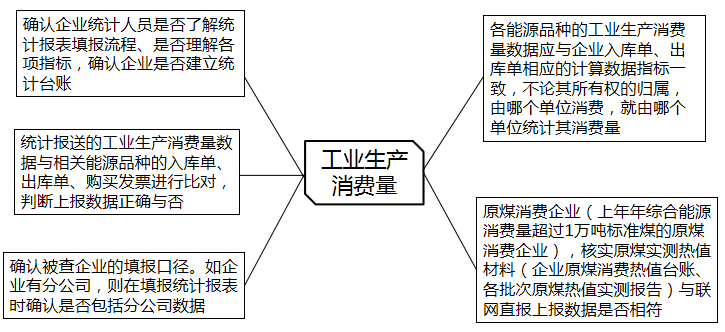 确认企业统计人员是否了解统
计报表填报流程、是否理解各
项指标，确认企业是否建立统
计台账
统计报送的工业生产消费量数
据与相关能源品种的入库单、
出库单、购买发票进行比对，
判断上报数据正确与否
确认被查企业的填报口径。如企
业有分公司，则在填报统计报表
时确认是否包括分公司数据
工业生产
消费量
各能源品种的工业生产消费
量数据应与企业入库单、出
库单相应的计算数据指标一
致，不论其所有权的归属，
由哪个单位消费，就由哪个
单位统计其消费量
原煤消费企业（上年年综合能源
消费量超过1万吨标准煤的原煤
消费企业），核实原煤实测热值
材料（企业原煤消费热值台账、
各批次原煤热值实测报告）与联
网直报上报数据是否相符